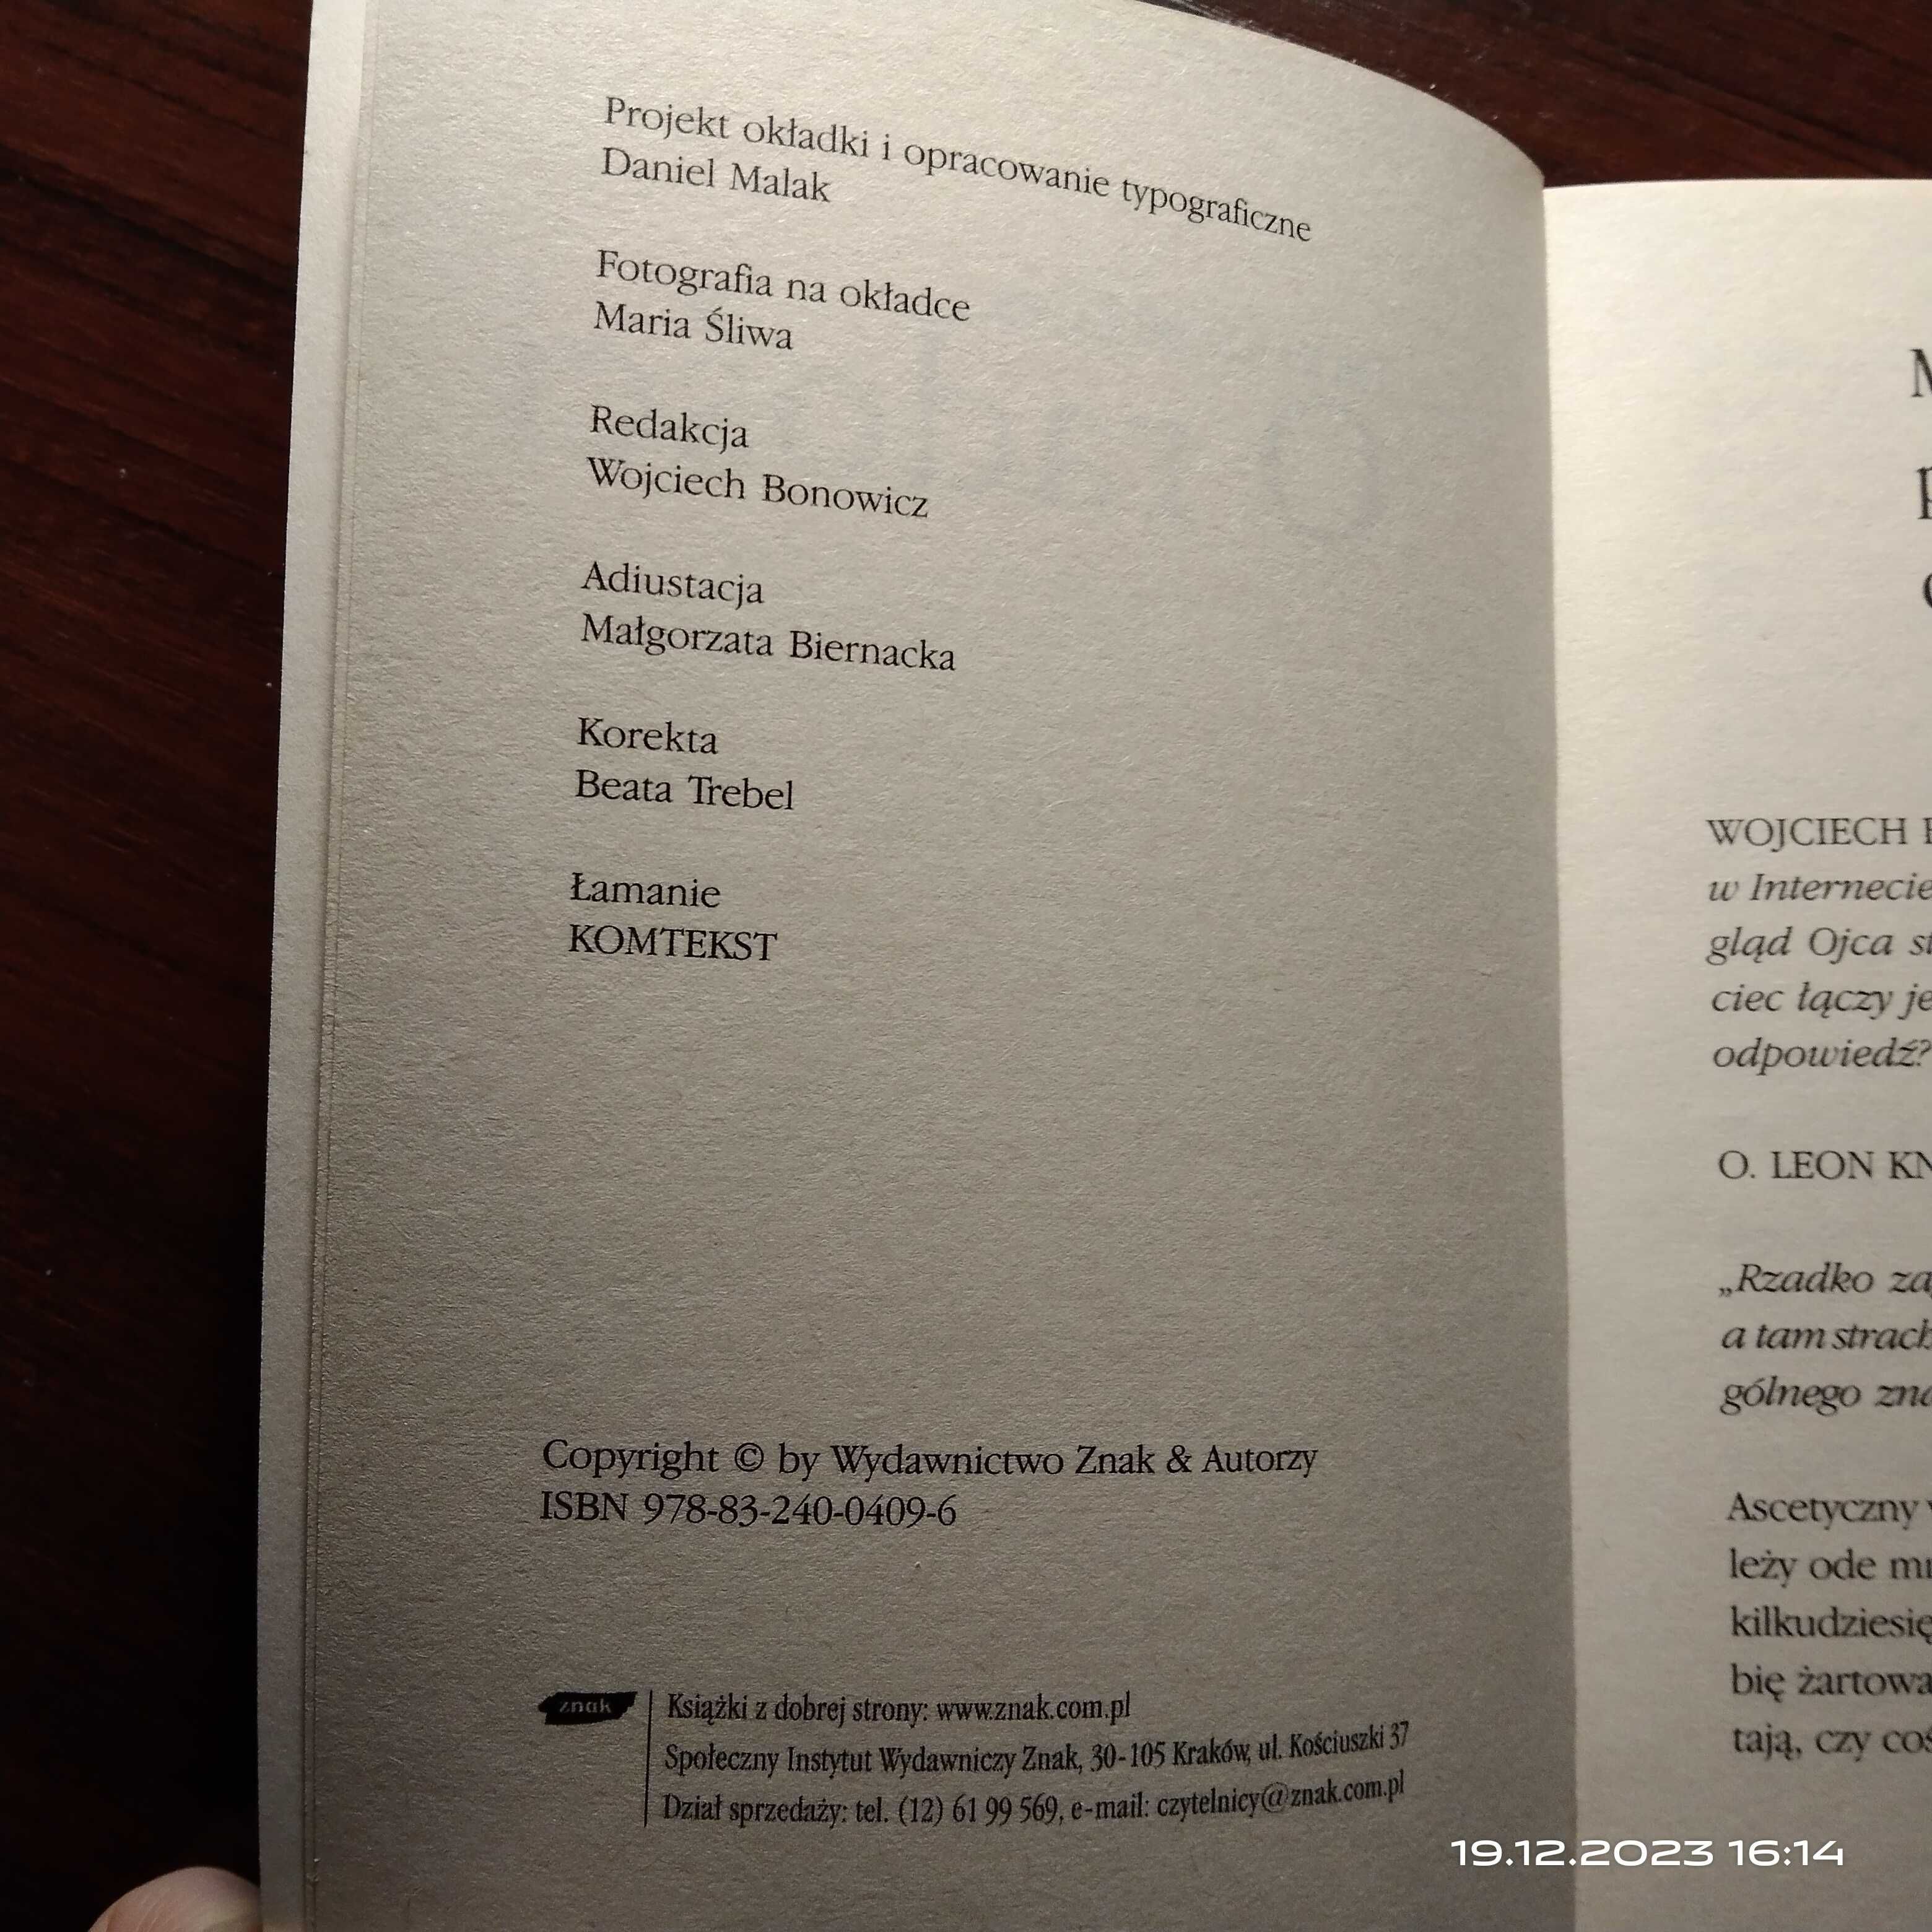 Projekt okładki i opracowanie typograficzne
Daniel Malak
Fotografia na okładce
Maria Śliwa
Redakcja
Wojciech Bonowicz
Adiustacja
Małgorzata Biernacka
Korekta
Beata Trebel
Łamanie
KOMTEKST
Copyright © by Wydawnictwo Znak & Autorzy
ISBN 978-83-240-0409-6
znak
Książki z dobrej strony: www.znak.com.pl
Społeczny Instytut Wydawniczy Znak, 30-105 Kraków, ul. Kościuszki 37
Dział sprzedaży: tel. (12) 61 99 569, e-mail: czytelnicy@znak.com.pl
WOJCIECH
w Internecie
gląd Ojca
ciec łączy
odpowiedź?
O. LEON
„Rzadko
a tam
gólnego
Ascetyczny
leży ode
bię
tają, czy
19.12.2023 16:14